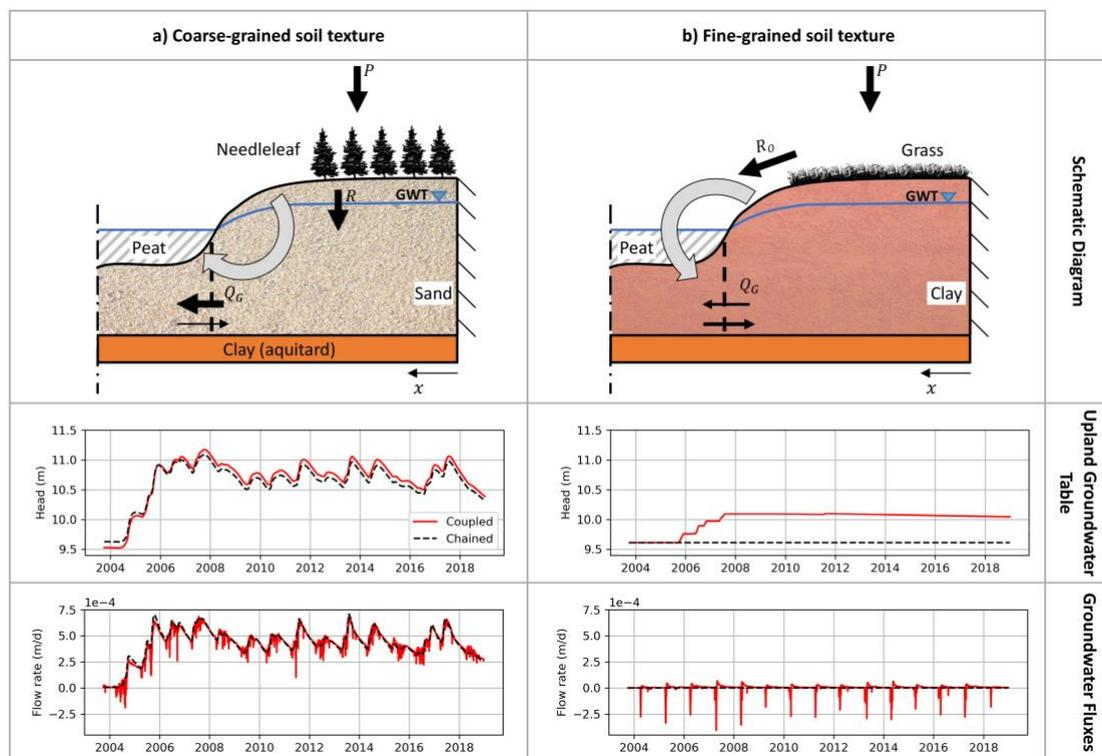 a) Coarse-grained soil texture
b) Fine-grained soil texture
P
Needleleaf
R
GWT
Peat
Q_G
Sand
Clay (aquitard)
x
P
R_0
Grass
GWT
Peat
Q_G
Clay
x
Schematic Diagram
11.5
11.0
10.5
10.0
9.5
Head (m)
Coupled
Chained
2004 2006 2008 2010 2012 2014 2016 2018
11.5
11.0
10.5
10.0
9.5
Head (m)
2004 2006 2008 2010 2012 2014 2016 2018
Upland Groundwater
Table
1e−4
7.5
5.0
2.5
0.0
−2.5
Flow rate (m/d)
2004 2006 2008 2010 2012 2014 2016 2018
1e−4
7.5
5.0
2.5
0.0
−2.5
Flow rate (m/d)
2004 2006 2008 2010 2012 2014 2016 2018
Groundwater Fluxes